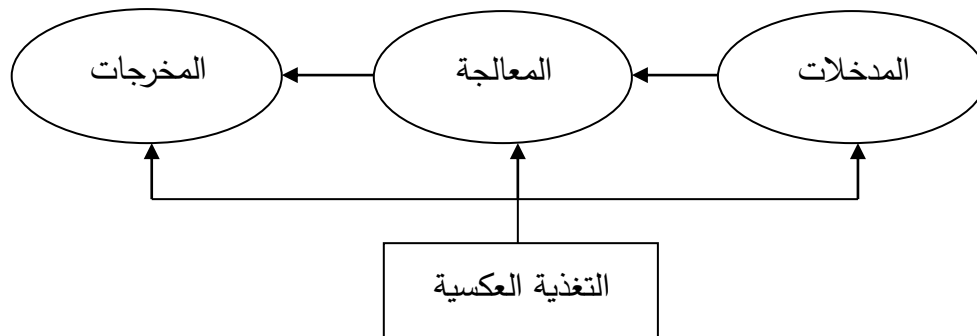 المدخلات
المعالجة
المخرجات
التغذية العكسية